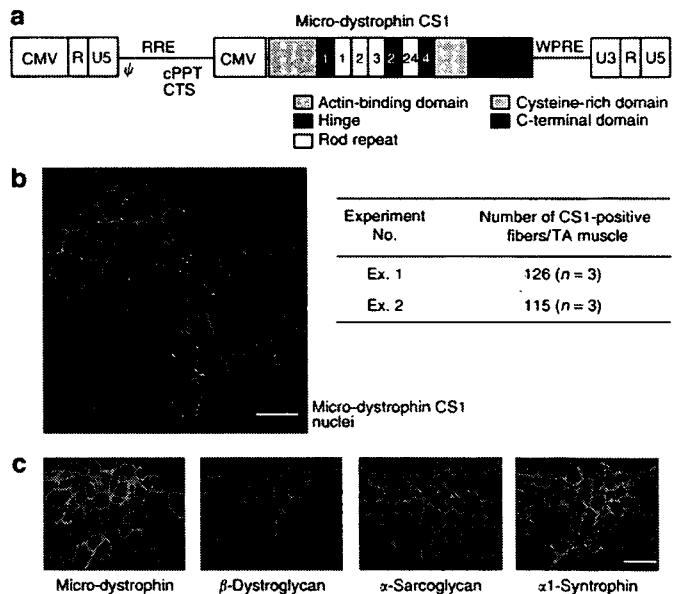 a
Micro-dystrophin CS1
CMV R U5 ψ RRE cPPT CTS CMV 1 1 2 3 2 24 4 WPRE U3 R U5
Actin-binding domain
Cysteine-rich domain
Hinge
C-terminal domain
Rod repeat
b
Experiment No.
Number of CS1-positive fibers/TA muscle
Ex. 1 126 (n = 3)
Ex. 2 115 (n = 3)
Micro-dystrophin CS1
nuclei
c
Micro-dystrophin β-Dystroglycan α-Sarcoglycan α1-Syntrophin